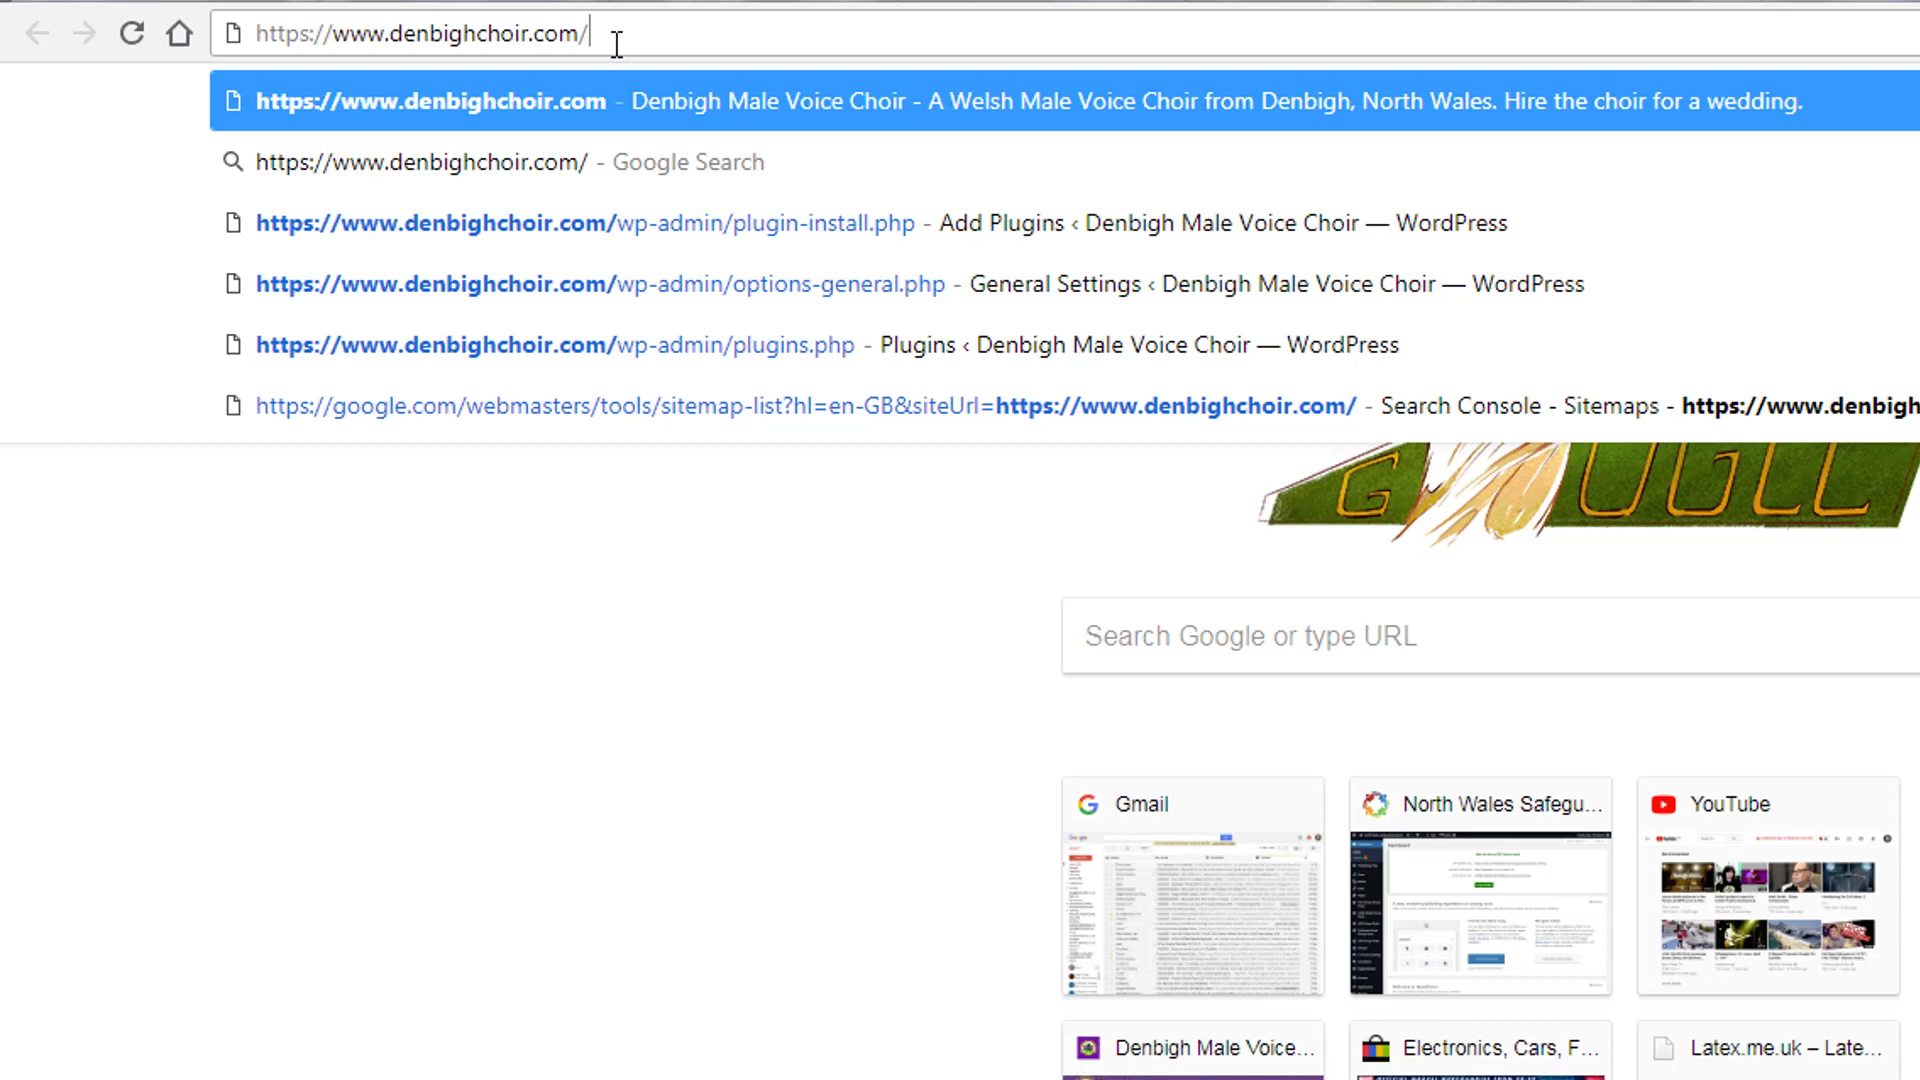 https://www.denbighchoir.com/
https://www.denbighchoir.com - Denbigh Male Voice Choir - A Welsh Male Voice Choir from Denbigh, North Wales. Hire the choir for a wedding.
https://www.denbighchoir.com/ - Google Search
https://www.denbighchoir.com/wp-admin/plugin-install.php - Add Plugins ‹ Denbigh Male Voice Choir — WordPress
https://www.denbighchoir.com/wp-admin/options-general.php - General Settings ‹ Denbigh Male Voice Choir — WordPress
https://www.denbighchoir.com/wp-admin/plugins.php - Plugins ‹ Denbigh Male Voice Choir — WordPress
https://google.com/webmasters/tools/sitemap-list?hl=en-GB&siteUrl=https://www.denbighchoir.com/ - Search Console - Sitemaps - https://www.denbigh
Search Google or type URL
Gmail
North Wales Safegu...
YouTube
Denbigh Male Voice...
Electronics, Cars, F...
Latex.me.uk – Late...